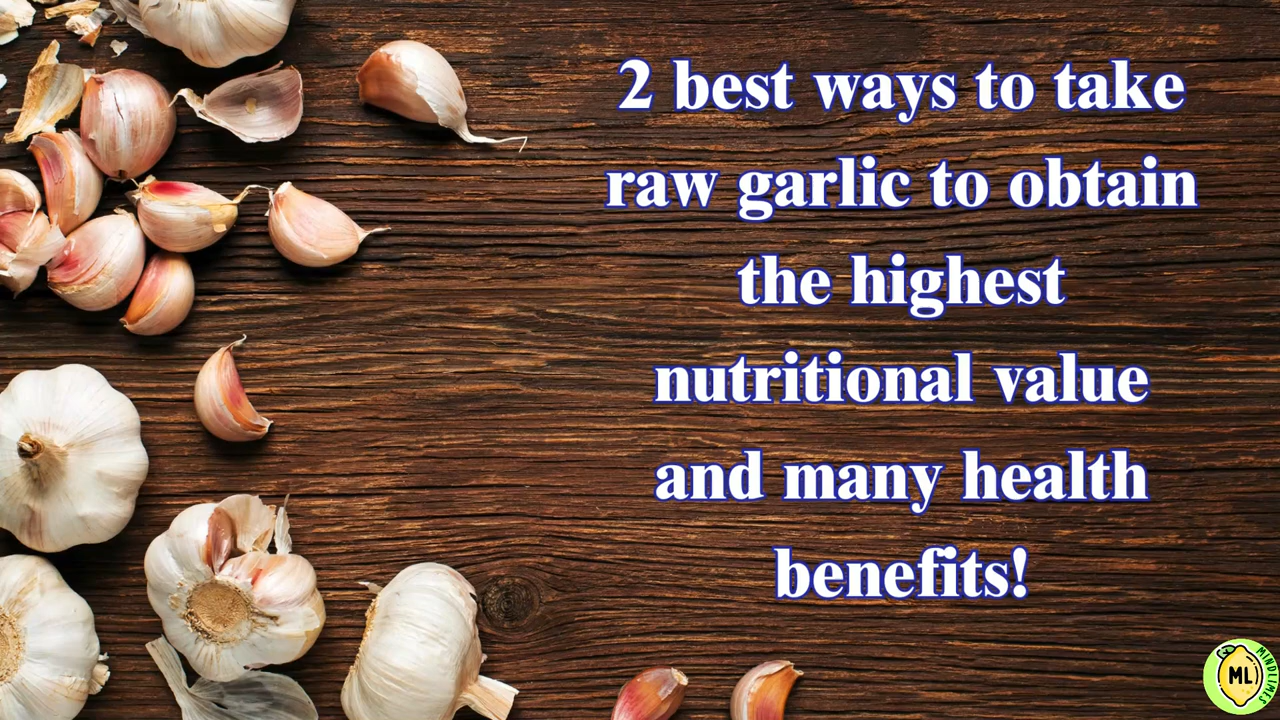 2 best ways to take
raw garlic to obtain
the highest
nutritional value
and many health
benefits!
ML
MINDLIMES